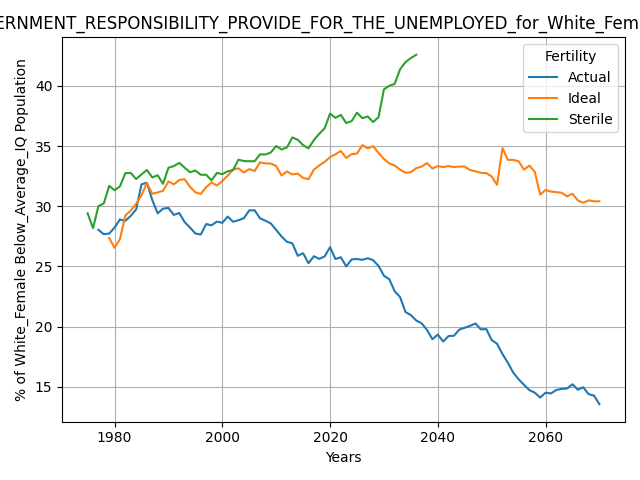 ERNMENT_RESPONSIBILITY_PROVIDE_FOR_THE_UNEMPLOYED_for_White_Fem
Fertility
Actual
Ideal
Sterile
% of White_Female Below_Average_IQ Population
40
35
30
25
20
15
1980
2000
2020
2040
2060
Years